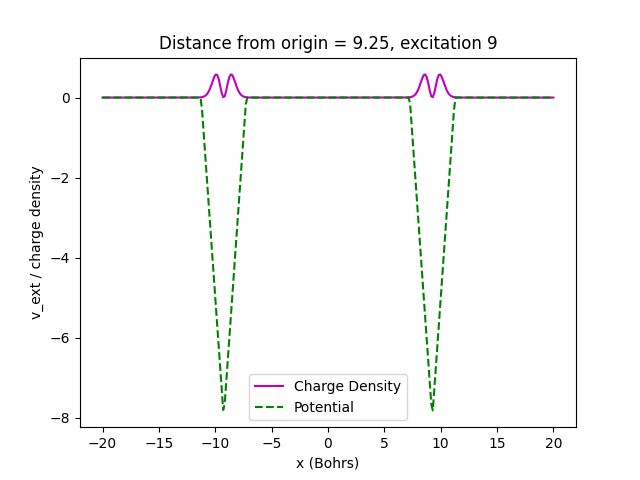 Distance from origin = 9.25, excitation 9
0
−2
−4
−6
−8
v_ext / charge density
Charge Density
Potential
−20 −15 −10 −5 0 5 10 15 20
x (Bohrs)